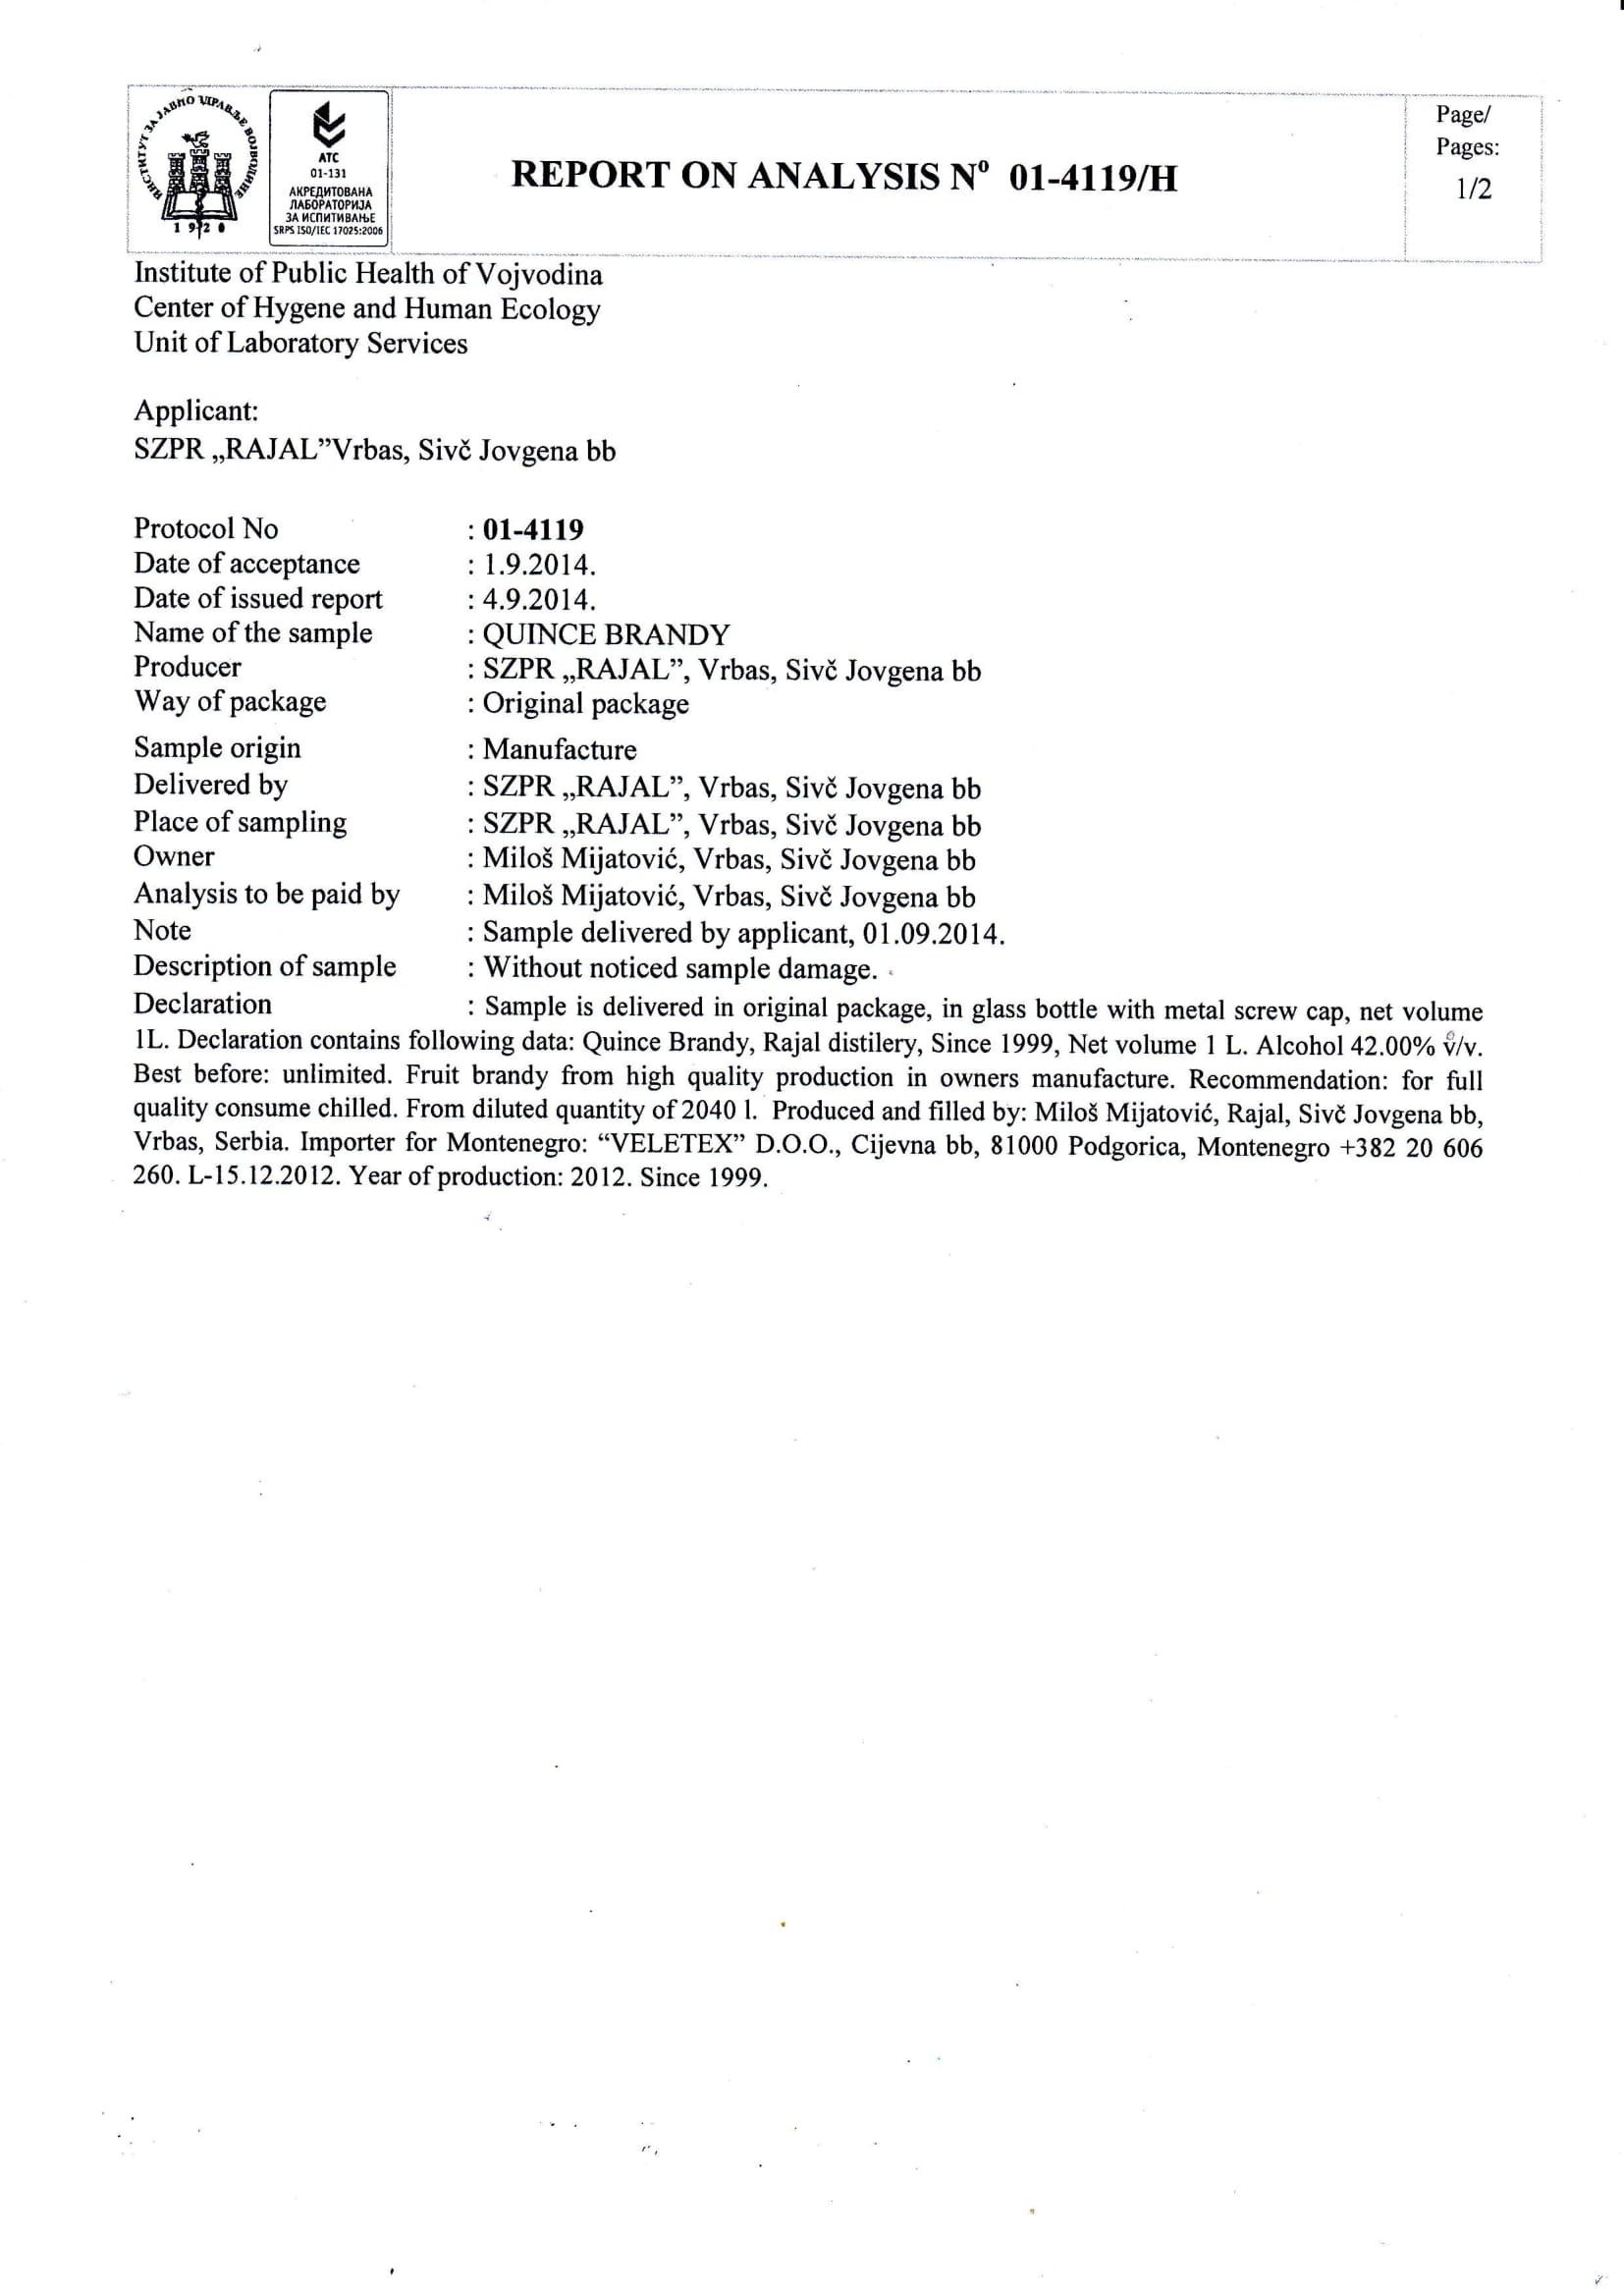 ИНСТИТУТ ЗА ЈАВНО ЗДРАВЉЕ ВОЈВОДИНЕ
1920
АТС
01-131
АКРЕДИТОВАНА
ЛАБОРАТОРИЈА
ЗА ИСПИТИВАЊЕ
SRPS ISO/IEC 17025:2006
REPORT ON ANALYSIS Nº 01-4119/H
Page/
Pages:
1/2
Institute of Public Health of Vojvodina
Center of Hygene and Human Ecology
Unit of Laboratory Services
Applicant:
SZPR „RAJAL”Vrbas, Sivč Jovgena bb
Protocol No : 01-4119
Date of acceptance : 1.9.2014.
Date of issued report : 4.9.2014.
Name of the sample : QUINCE BRANDY
Producer : SZPR „RAJAL”, Vrbas, Sivč Jovgena bb
Way of package : Original package
Sample origin : Manufacture
Delivered by : SZPR „RAJAL”, Vrbas, Sivč Jovgena bb
Place of sampling : SZPR „RAJAL”, Vrbas, Sivč Jovgena bb
Owner : Miloš Mijatović, Vrbas, Sivč Jovgena bb
Analysis to be paid by : Miloš Mijatović, Vrbas, Sivč Jovgena bb
Note : Sample delivered by applicant, 01.09.2014.
Description of sample : Without noticed sample damage.
Declaration : Sample is delivered in original package, in glass bottle with metal screw cap, net volume
1L. Declaration contains following data: Quince Brandy, Rajal distilery, Since 1999, Net volume 1 L. Alcohol 42.00% v/v.
Best before: unlimited. Fruit brandy from high quality production in owners manufacture. Recommendation: for full
quality consume chilled. From diluted quantity of 2040 l. Produced and filled by: Miloš Mijatović, Rajal, Sivč Jovgena bb,
Vrbas, Serbia. Importer for Montenegro: “VELETEX” D.O.O., Cijevna bb, 81000 Podgorica, Montenegro +382 20 606
260. L-15.12.2012. Year of production: 2012. Since 1999.